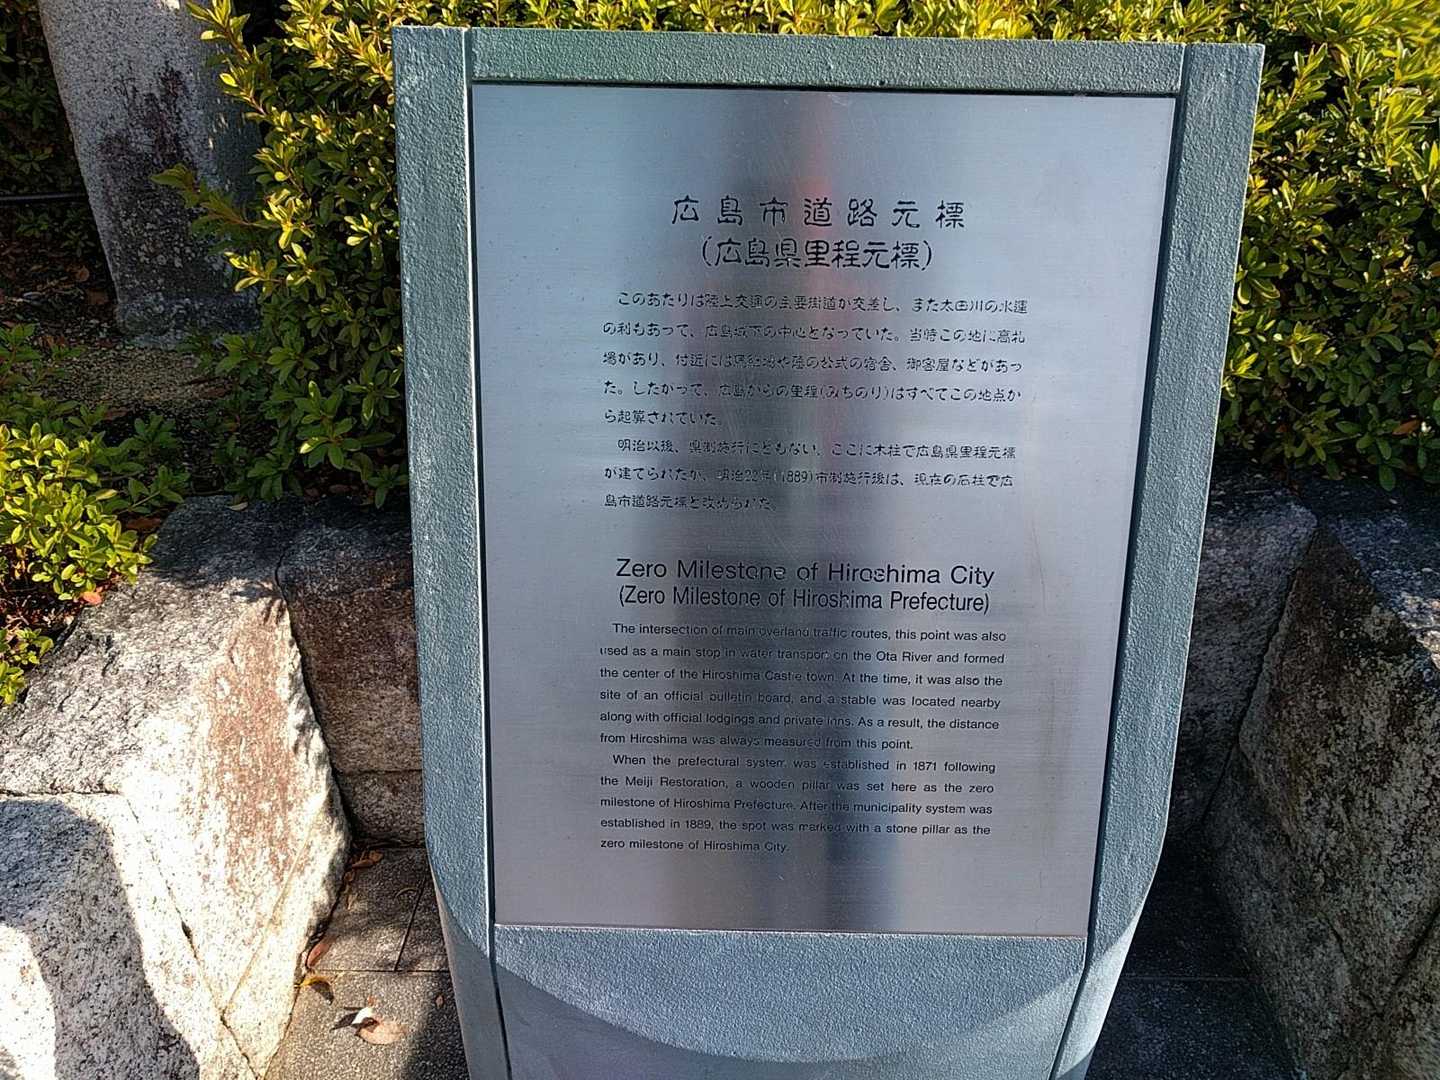 広島市道路元標
(広島県里程元標)
このあたりは陸上交通の主要街道が交差し、また太田川の水運
の利もあって、広島城下の中心となっていた。当時この地に高札
場があり、付近には馬継場や藩の公式の宿舎、御客屋などがあっ
た。したがって、広島からの里程(みちのり)はすべてこの地点か
ら起算されていた。
明治以後、県制施行にともない、ここに木柱で広島県里程元標
が建てられたが、明治22年(1889)市制施行後は、現在の石柱で広
島市道路元標と改められた。
Zero Milestone of Hiroshima City
(Zero Milestone of Hiroshima Prefecture)
The intersection of main overland traffic routes, this point was also
used as a main stop in water transport on the Ota River and formed
the center of the Hiroshima Castle town. At the time, it was also the
site of an official bulletin board, and a stable was located nearby
along with official lodgings and private inns. As a result, the distance
from Hiroshima was always measured from this point.
When the prefectural system was established in 1871 following
the Meiji Restoration, a wooden pillar was set here as the zero
milestone of Hiroshima Prefecture. After the municipality system was
established in 1889, the spot was marked with a stone pillar as the
zero milestone of Hiroshima City.